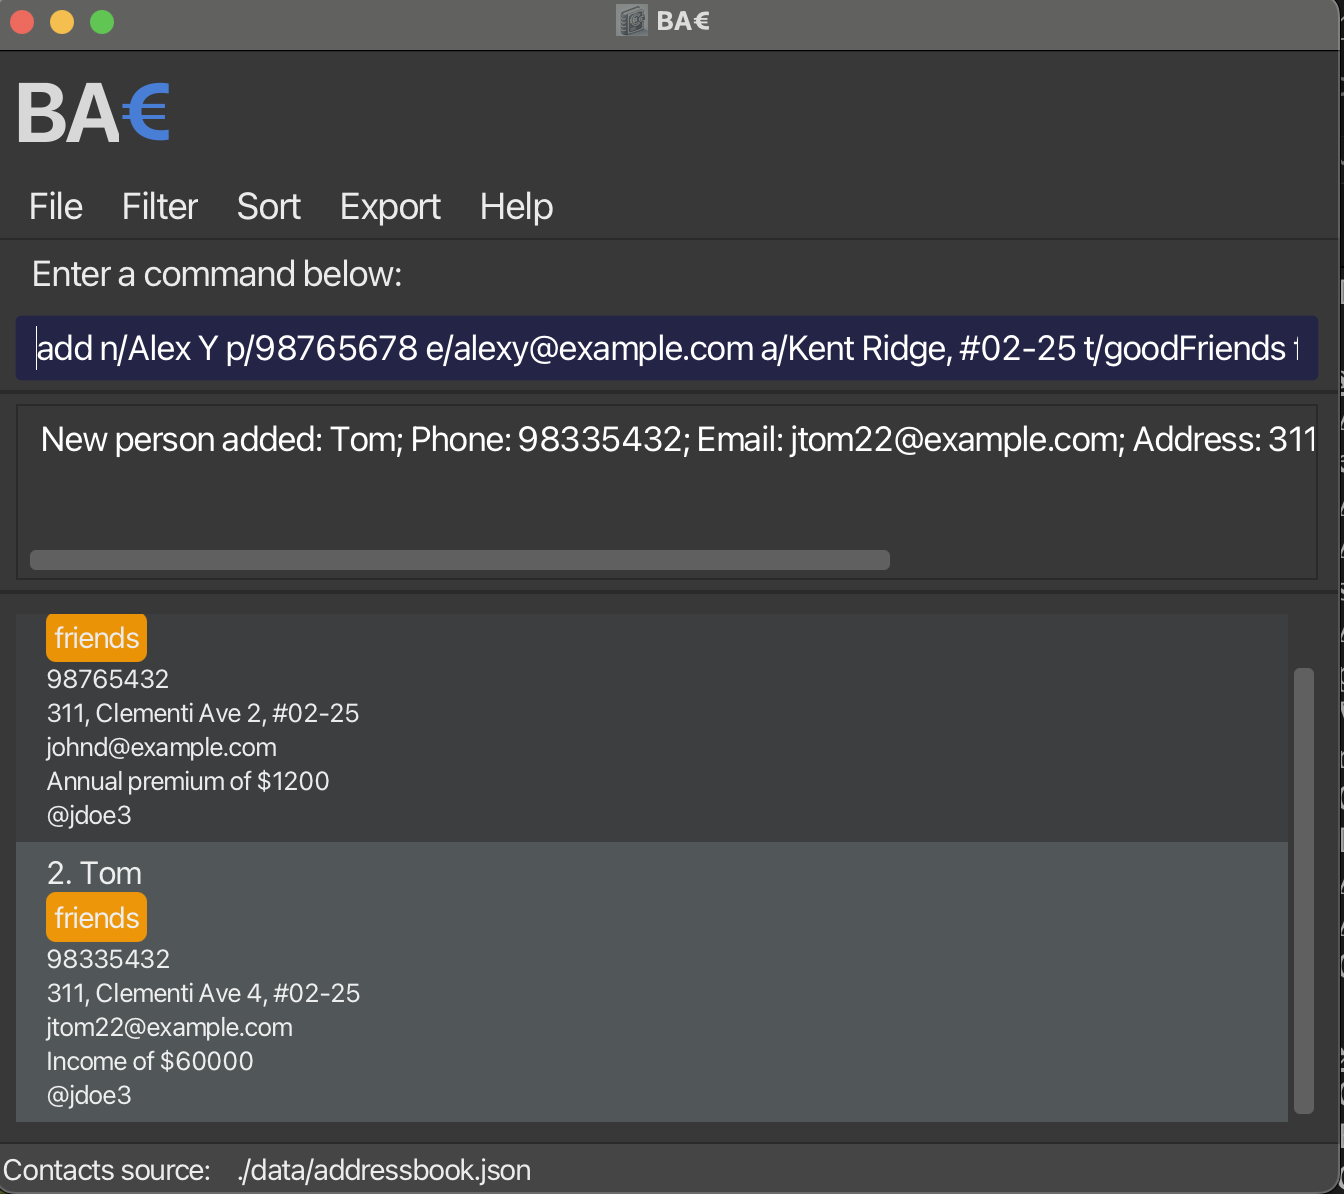 BA€
BA€
File Filter Sort Export Help
Enter a command below:
add n/Alex Y p/98765678 e/alexy@example.com a/Kent Ridge, #02-25 t/goodFriends
New person added: Tom; Phone: 98335432; Email: jtom22@example.com; Address: 311
friends
98765432
311, Clementi Ave 2, #02-25
johnd@example.com
Annual premium of $1200
@jdoe3
2. Tom
friends
98335432
311, Clementi Ave 4, #02-25
jtom22@example.com
Income of $60000
@jdoe3
Contacts source: ./data/addressbook.json